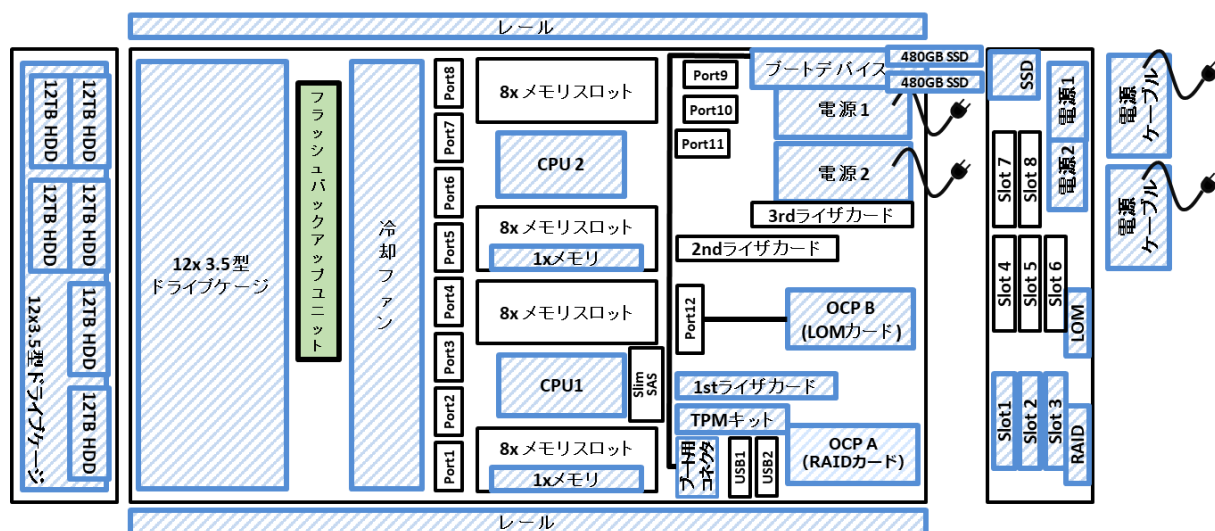 レール
12TB HDD
12TB HDD
12TB HDD
12TB HDD
12TB HDD
12TB HDD
12x3.5型ドライブケージ
12x 3.5型
ドライブケージ
フラッシュバックアップユニット
冷却ファン
Port8
Port7
Port6
Port5
Port4
Port3
Port2
Port1
8x メモリスロット
CPU 2
8x メモリスロット
1xメモリ
8x メモリスロット
CPU1
Slim
SAS
8x メモリスロット
1xメモリ
Port9
Port10
Port11
ブートデバイス
480GB SSD
480GB SSD
電源1
電源2
3rdライザカード
2ndライザカード
Port12
OCP B
(LOMカード)
1stライザカード
TPMキット
OCP A
(RAIDカード)
ブート用
コネクタ
USB1
USB2
SSD
電源1
電源2
Slot 7
Slot 8
Slot 4
Slot 5
Slot 6
LOM
Slot1
Slot 2
Slot 3
RAID
電源
ケーブル
電源
ケーブル
レール